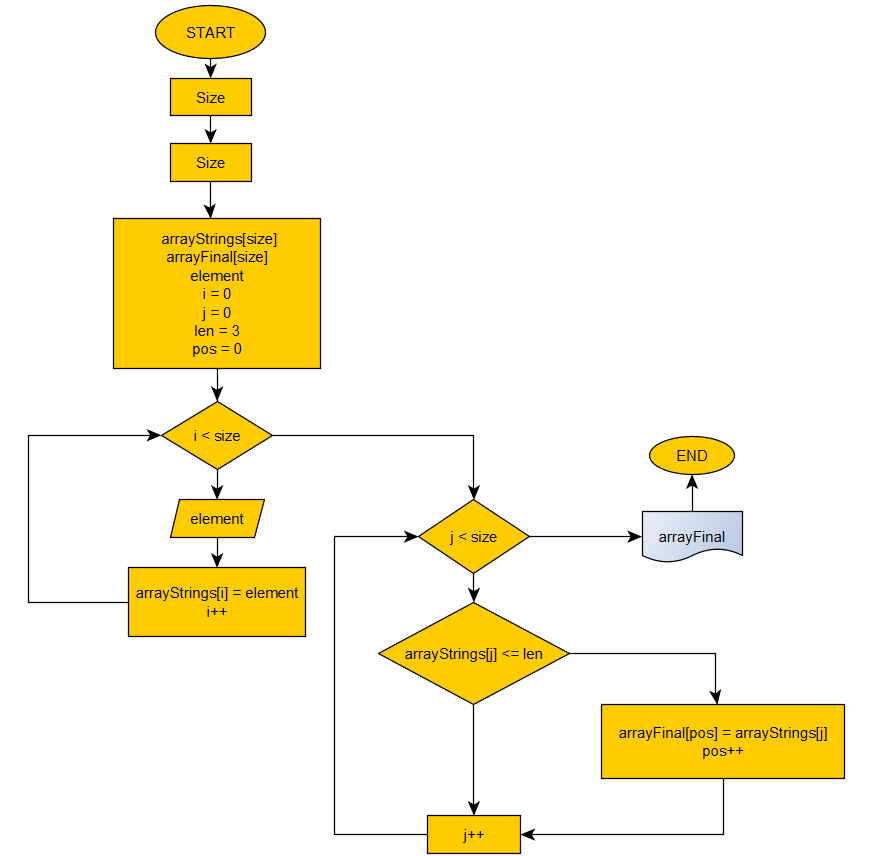 START
Size
Size
arrayStrings[size]
arrayFinal[size]
element
i = 0
j = 0
len = 3
pos = 0
i < size
element
arrayStrings[i] = element
i++
j < size
END
arrayFinal
arrayStrings[j] <= len
arrayFinal[pos] = arrayStrings[j]
pos++
j++